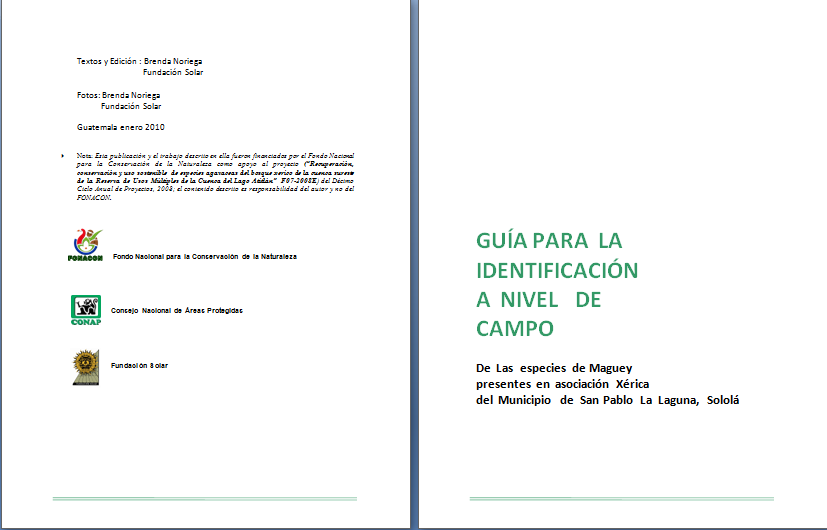 Textos y Edición : Brenda Noriega
Fundación Solar
Fotos: Brenda Noriega
Fundación Solar
Guatemala enero 2010
Nota: Esta publicación y el trabajo descrito en ella fueron financiados por el Fondo Nacional
para la Conservación de la Naturaleza como apoyo al proyecto ("Recuperación,
conservación y uso sostenible de especies agavaceas del bosque xerico de la cuenca sureste
de la Reserva de Usos Múltiples de la Cuenca del Lago Atitlán" F07-2008E) del Décimo
Ciclo Anual de Proyectos, 2008; el contenido descrito es responsabilidad del autor y no del
FONACON.
FONACON
Fondo Nacional para la Conservación de la Naturaleza
CONAP
Consejo Nacional de Áreas Protegidas
Fundación Solar
GUÍA PARA LA
IDENTIFICACIÓN
A NIVEL DE
CAMPO
De Las especies de Maguey
presentes en asociación Xérica
del Municipio de San Pablo La Laguna, Sololá